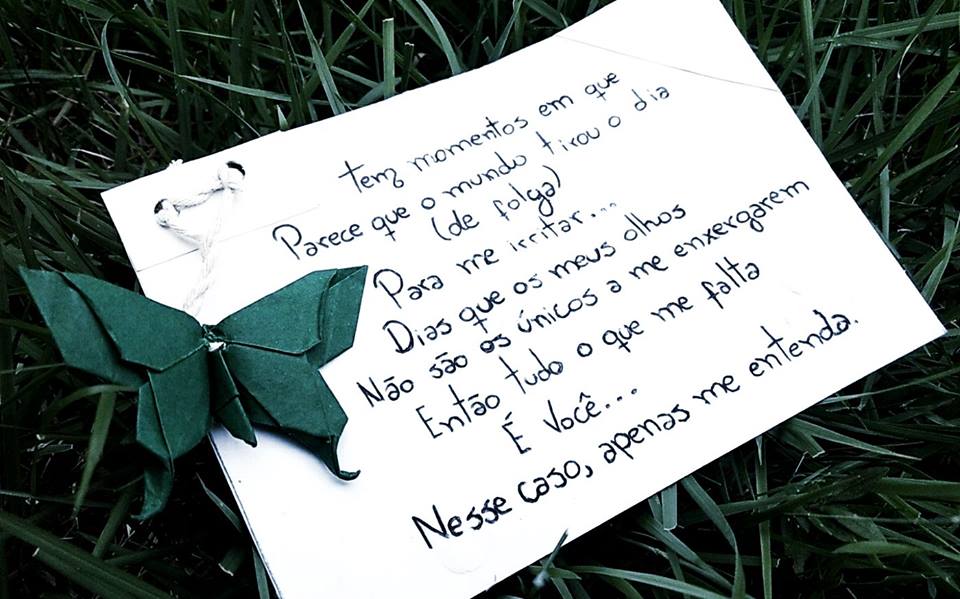 tem momentos em que
Parece que o mundo tirou o dia
(de folga)
Para me irritar...
Dias que os meus olhos
Não são os únicos a me enxergarem
Então tudo o que me falta
É Você...
Nesse caso, apenas me entenda.